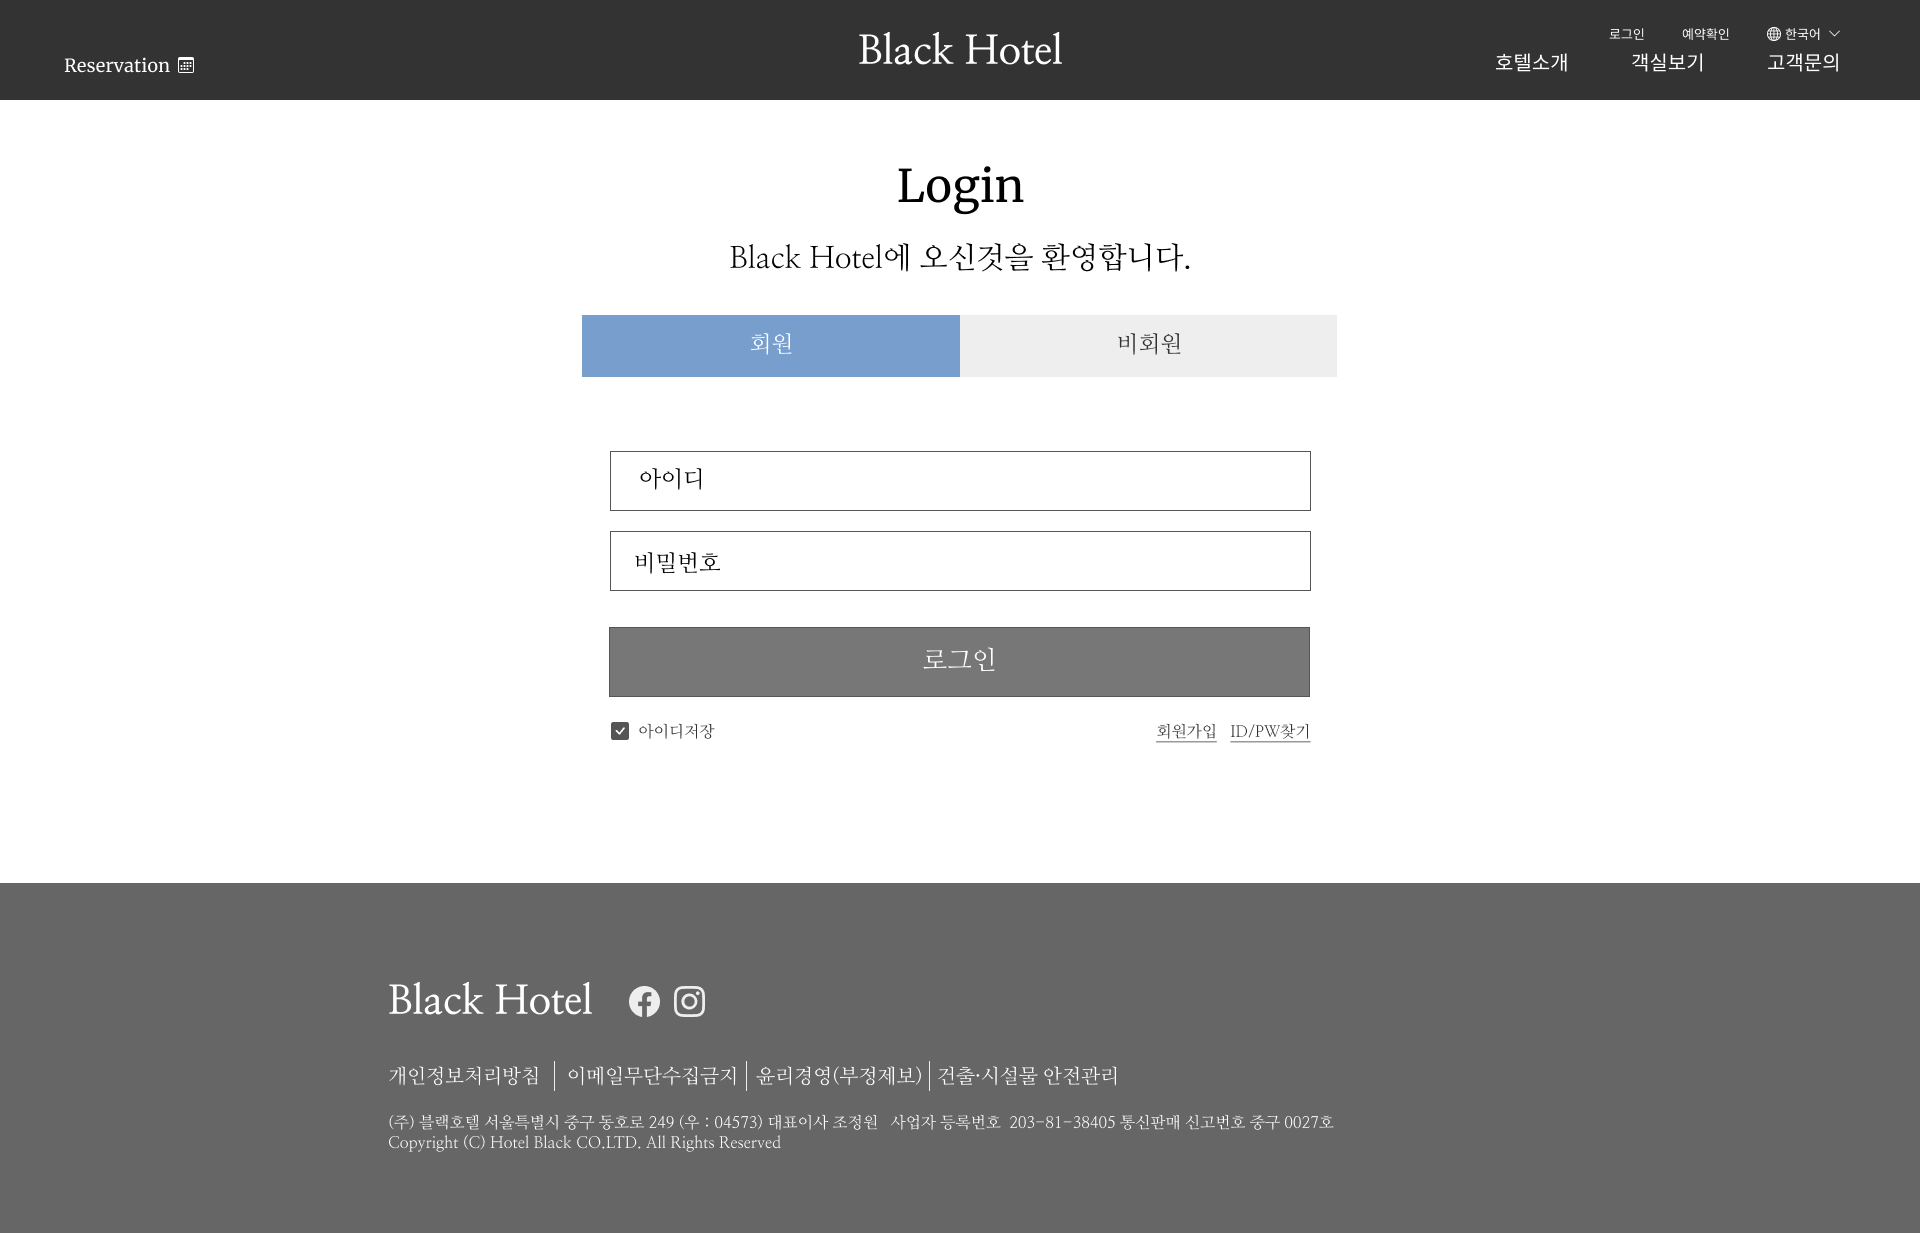 Reservation
Black Hotel
로그인 예약확인 한국어
호텔소개 객실보기 고객문의
Login
Black Hotel에 오신것을 환영합니다.
회원 비회원
아이디
비밀번호
로그인
아이디저장 회원가입 ID/PW찾기
Black Hotel
개인정보처리방침 이메일무단수집금지 윤리경영(부정제보) 건출·시설물 안전관리
(주) 블랙호텔 서울특별시 중구 동호로 249 (우 : 04573) 대표이사 조정원 사업자 등록번호 203-81-38405 통신판매 신고번호 중구 0027호
Copyright (C) Hotel Black CO.LTD. All Rights Reserved